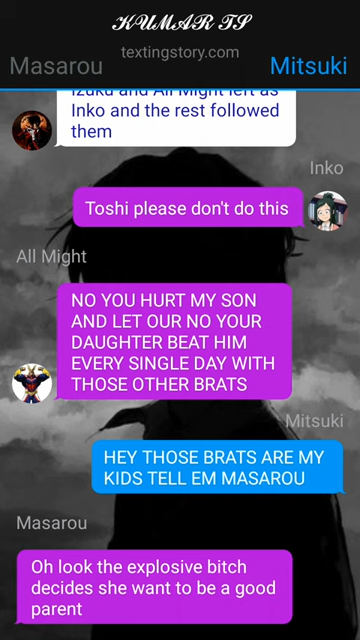 𝓚𝓤𝓜𝓐𝓡 𝓣𝓢
textingstory.com
Masarou
Mitsuki
Izuku and All Might left as
Inko and the rest followed
them
Inko
Toshi please don't do this
All Might
NO YOU HURT MY SON
AND LET OUR NO YOUR
DAUGHTER BEAT HIM
EVERY SINGLE DAY WITH
THOSE OTHER BRATS
Mitsuki
HEY THOSE BRATS ARE MY
KIDS TELL EM MASAROU
Masarou
Oh look the explosive bitch
decides she want to be a good
parent